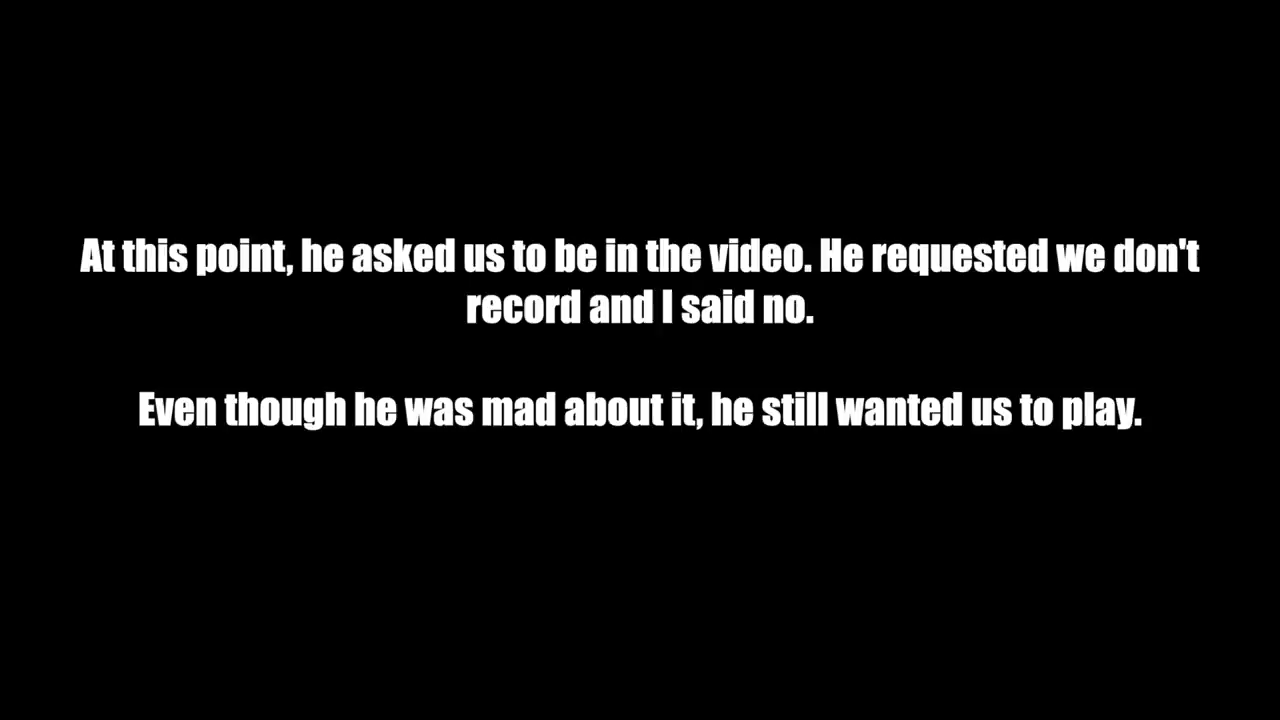 At this point, he asked us to be in the video. He requested we don't
record and I said no.
Even though he was mad about it, he still wanted us to play.